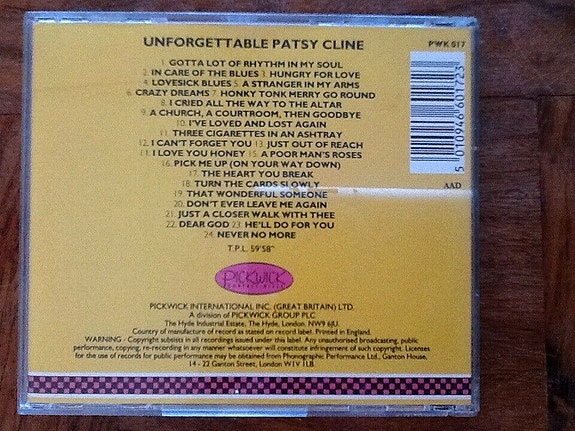 UNFORGETTABLE PATSY CLINE
PWK 517
1. GOTTA LOT OF RHYTHM IN MY SOUL
2. IN CARE OF THE BLUES 3. HUNGRY FOR LOVE
4. LOVESICK BLUES 5. A STRANGER IN MY ARMS
6. CRAZY DREAMS 7. HONKY TONK MERRY GO ROUND
8. I CRIED ALL THE WAY TO THE ALTAR
9. A CHURCH, A COURTROOM, THEN GOODBYE
10. I'VE LOVED AND LOST AGAIN
11. THREE CIGARETTES IN AN ASHTRAY
12. I CAN'T FORGET YOU 13. JUST OUT OF REACH
14. I LOVE YOU HONEY 15. A POOR MAN'S ROSES
16. PICK ME UP (ON YOUR WAY DOWN)
17. THE HEART YOU BREAK
18. TURN THE CARDS SLOWLY
19. THAT WONDERFUL SOMEONE
20. DON'T EVER LEAVE ME AGAIN
21. JUST A CLOSER WALK WITH THEE
22. DEAR GOD 23. HE'LL DO FOR YOU
24. NEVER NO MORE
T.P.L. 59'58"
5 010946 601723
AAD
PICKWICK
PICKWICK INTERNATIONAL INC. (GREAT BRITAIN) LTD.
A division of PICKWICK GROUP PLC
The Hyde Industrial Estate, The Hyde, London. NW9 6JU.
Country of manufacture of record as stated on record label. Printed in England.
WARNING - Copyright subsists in all recordings issued under this label. Any unauthorised broadcasting, public
performance, copying, re-recording in any manner whatsoever will constitute infringement of such copyright. Licenses
for the use of records for public performance may be obtained from Phonographic Performance Ltd., Ganton House,
14 - 22 Ganton Street, London W1V 1LB.